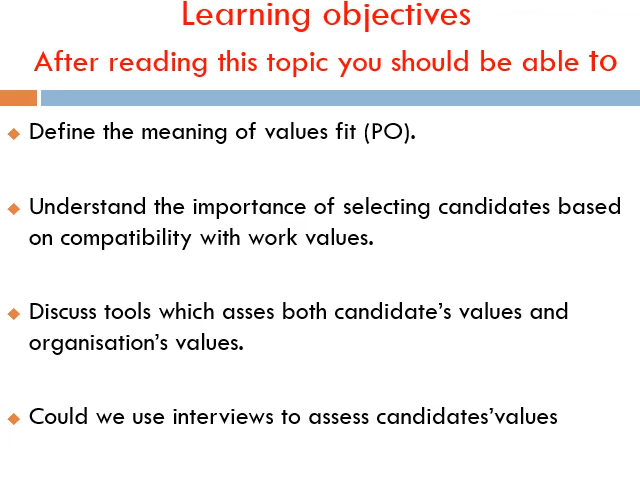 Learning objectives
After reading this topic you should be able to
Define the meaning of values fit (PO).
Understand the importance of selecting candidates based
on compatibility with work values.
Discuss tools which asses both candidate's values and
organisation's values.
Could we use interviews to assess candidates'values